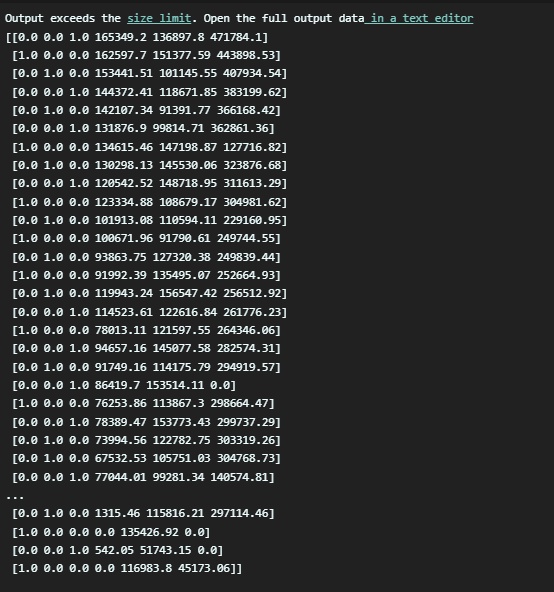 Output exceeds the size limit. Open the full output data in a text editor
[[0.0 0.0 1.0 165349.2 136897.8 471784.1]
[1.0 0.0 0.0 162597.7 151377.59 443898.53]
[0.0 1.0 0.0 153441.51 101145.55 407934.54]
[0.0 0.0 1.0 144372.41 118671.85 383199.62]
[0.0 1.0 0.0 142107.34 91391.77 366168.42]
[0.0 0.0 1.0 131876.9 99814.71 362861.36]
[1.0 0.0 0.0 134615.46 147198.87 127716.82]
[0.0 1.0 0.0 130298.13 145530.06 323876.68]
[0.0 0.0 1.0 120542.52 148718.95 311613.29]
[1.0 0.0 0.0 123334.88 108679.17 304981.62]
[0.0 1.0 0.0 101913.08 110594.11 229160.95]
[1.0 0.0 0.0 100671.96 91790.61 249744.55]
[0.0 1.0 0.0 93863.75 127320.38 249839.44]
[1.0 0.0 0.0 91992.39 135495.07 252664.93]
[0.0 1.0 0.0 119943.24 156547.42 256512.92]
[0.0 0.0 1.0 114523.61 122616.84 261776.23]
[1.0 0.0 0.0 78013.11 121597.55 264346.06]
[0.0 0.0 1.0 94657.16 145077.58 282574.31]
[0.0 1.0 0.0 91749.16 114175.79 294919.57]
[0.0 0.0 1.0 86419.7 153514.11 0.0]
[1.0 0.0 0.0 76253.86 113867.3 298664.47]
[0.0 0.0 1.0 78389.47 153773.43 299737.29]
[0.0 1.0 0.0 73994.56 122782.75 303319.26]
[0.0 1.0 0.0 67532.53 105751.03 304768.73]
[0.0 0.0 1.0 77044.01 99281.34 140574.81]
...
[0.0 1.0 0.0 1315.46 115816.21 297114.46]
[1.0 0.0 0.0 0.0 135426.92 0.0]
[0.0 0.0 1.0 542.05 51743.15 0.0]
[1.0 0.0 0.0 0.0 116983.8 45173.06]]